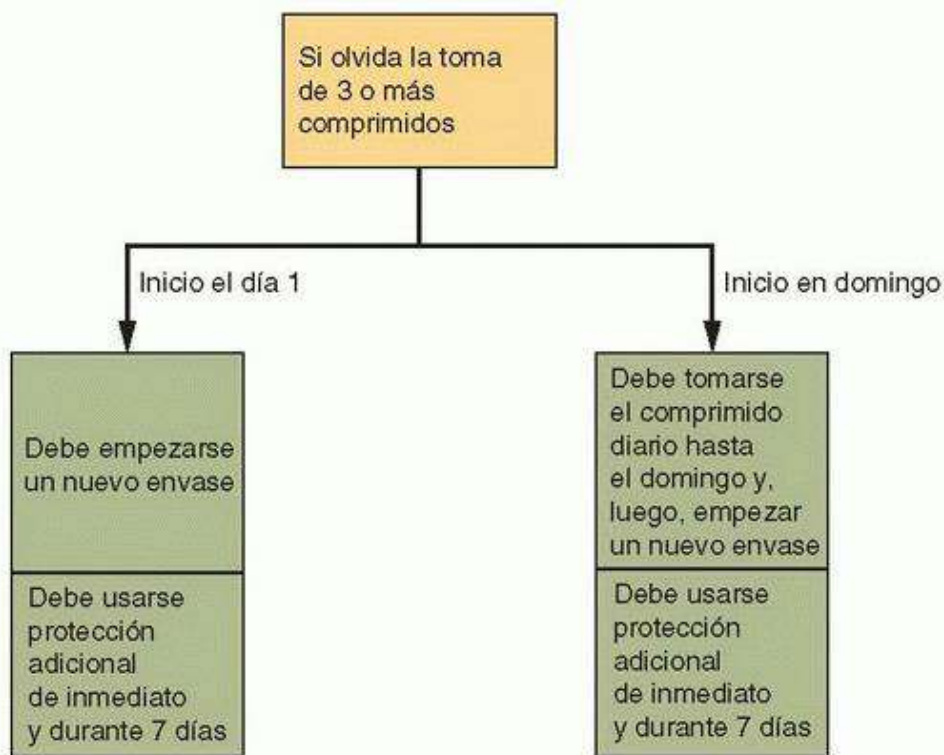 Si olvida la toma
de 3 o más
comprimidos
Inicio el día 1
Inicio en domingo
Debe empezarse
un nuevo envase
Debe usarse
protección
adicional
de inmediato
y durante 7 días
Debe tomarse
el comprimido
diario hasta
el domingo y,
luego, empezar
un nuevo envase
Debe usarse
protección
adicional
de inmediato
y durante 7 días